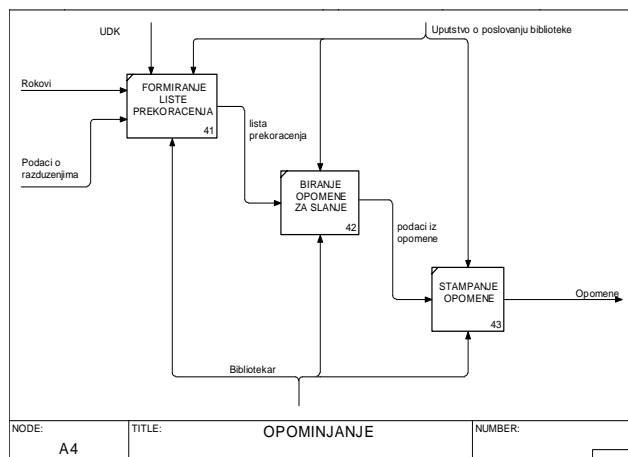 UDK
Uputstvo o poslovanju biblioteke
Rokovi
FORMIRANJE
LISTE
PREKORACENJA
41
lista
prekoracenja
Podaci o
razduzenjima
BIRANJE
OPOMENE
ZA SLANJE
42
podaci iz
opomene
STAMPANJE
OPOMENE
43
Opomene
Bibliotekar
NODE:
A4
TITLE:
OPOMINJANJE
NUMBER: